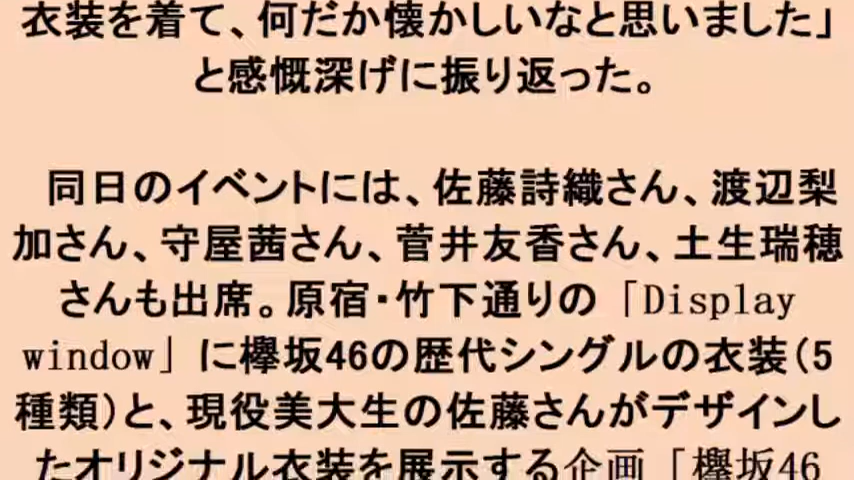 衣装を着て、何だか懐かしいなと思いました」
と感慨深げに振り返った。
同日のイベントには、佐藤詩織さん、渡辺梨
加さん、守屋茜さん、菅井友香さん、土生瑞穂
さんも出席。原宿・竹下通りの「Display
window」に欅坂46の歴代シングルの衣装（5
種類）と、現役美大生の佐藤さんがデザインし
たオリジナル衣装を展示する企画「欅坂46